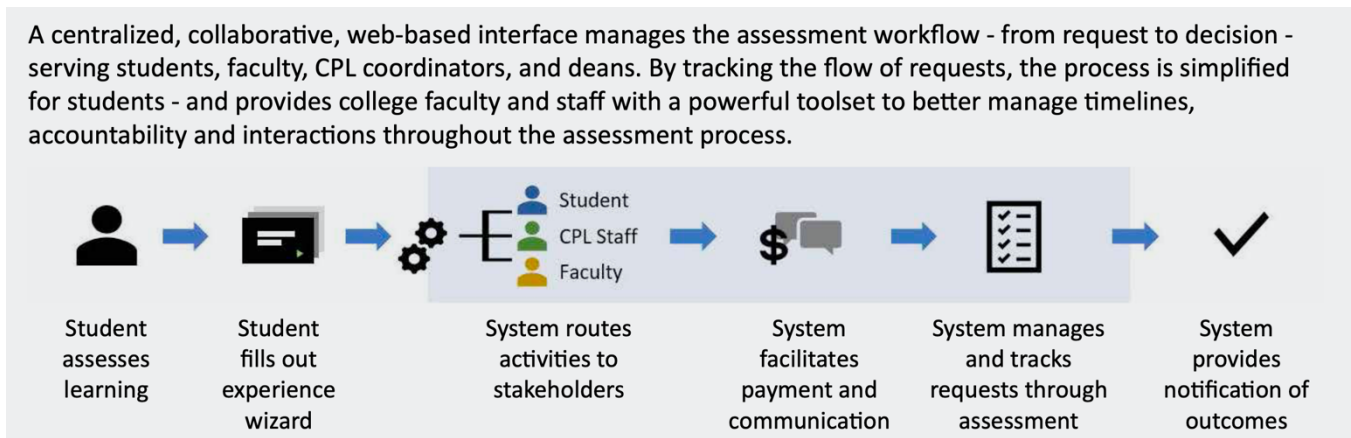 A centralized, collaborative, web-based interface manages the assessment workflow - from request to decision -
serving students, faculty, CPL coordinators, and deans. By tracking the flow of requests, the process is simplified
for students - and provides college faculty and staff with a powerful toolset to better manage timelines,
accountability and interactions throughout the assessment process.
Student
CPL Staff
Faculty
$
Student
assesses
learning
Student
fills out
experience
wizard
System routes
activities to
stakeholders
System
facilitates
payment and
communication
System manages
and tracks
requests through
assessment
System
provides
notification of
outcomes